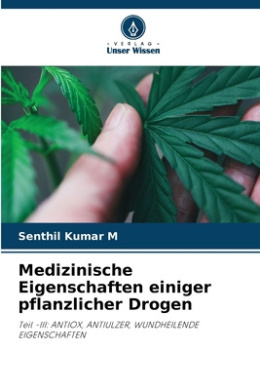 • VERLAG •
Unser Wissen
Senthil Kumar M
Medizinische
Eigenschaften einiger
pflanzlicher Drogen
Teil -III: ANTIOX, ANTIULZER, WUNDHEILENDE
EIGENSCHAFTEN